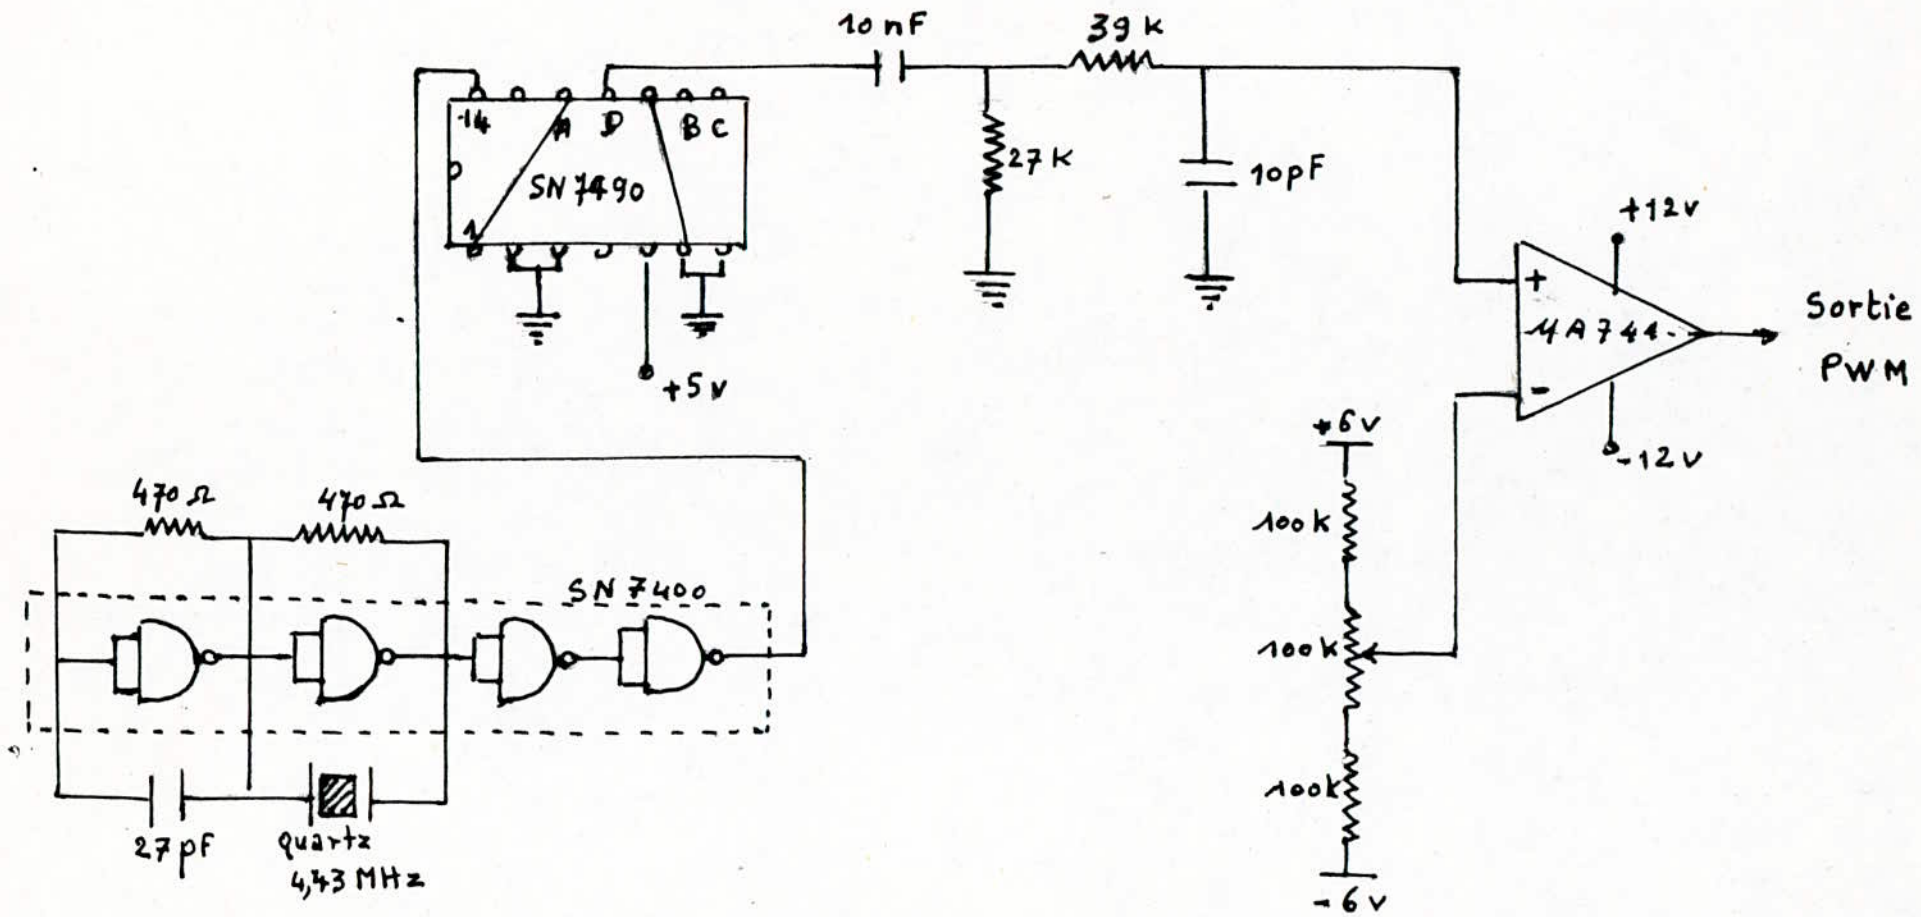 10 nF
39 K
14 A D B C
27 K
SN 7490
10 pF
1
+5 v
+12 v
+
µA 741
-
-12 v
Sortie
PWM
+6 v
100 k
100 k
100 k
-6 v
470 Ω
470 Ω
SN 7400
27 pF
quartz
4,43 MHz